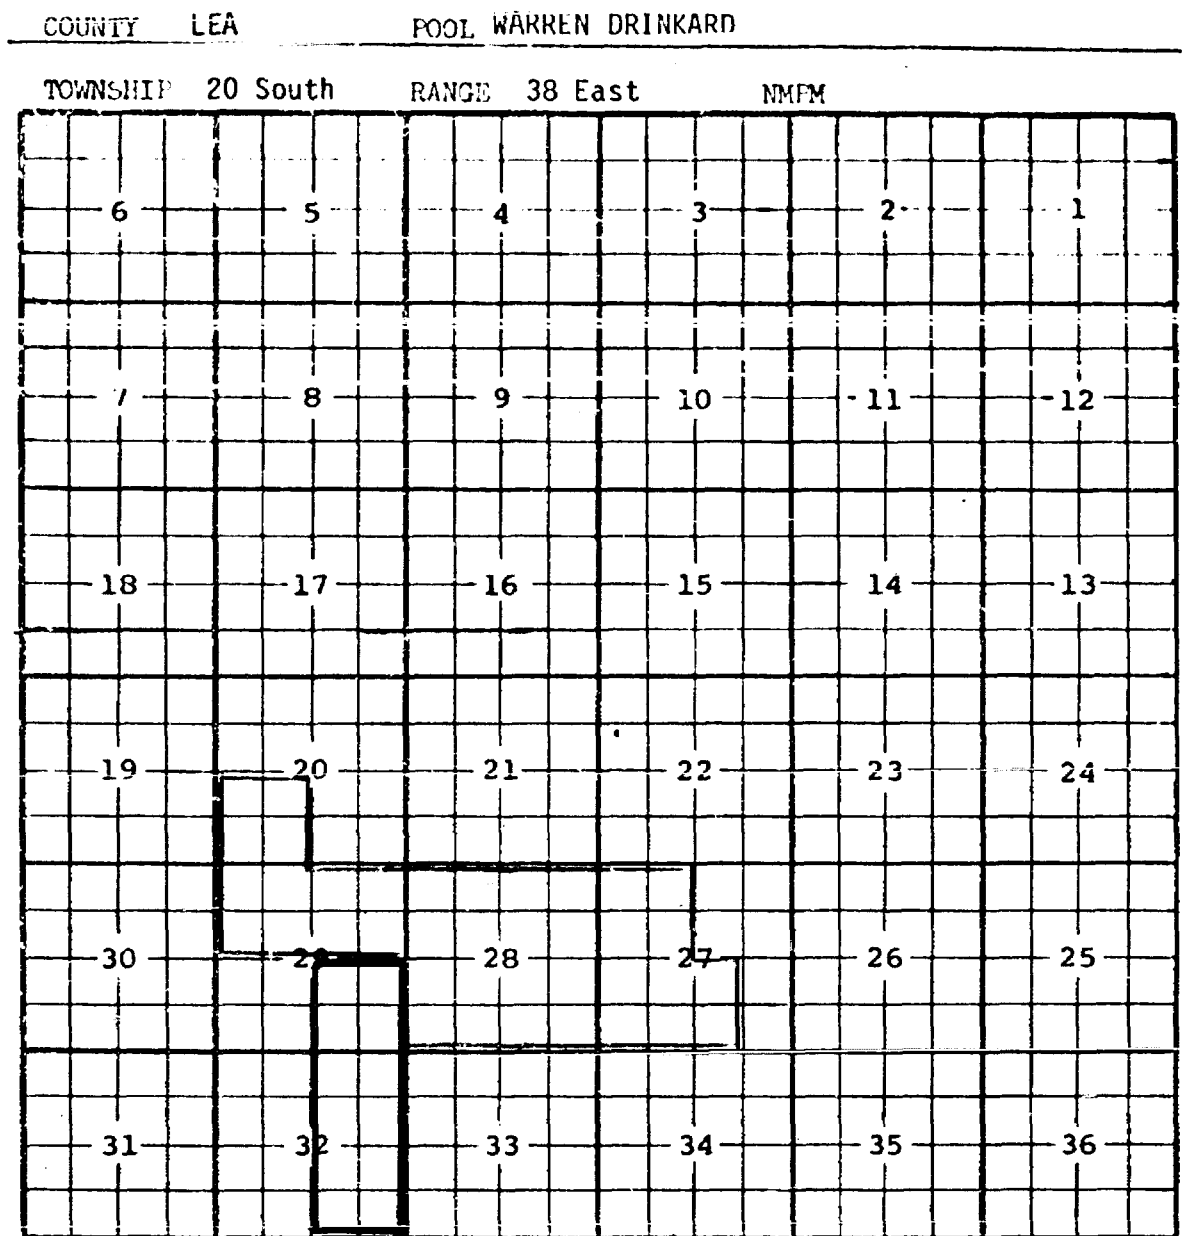 COUNTY LEA POOL WARREN DRINKARD
TOWNSHIP 20 South RANGE 38 East NMPM
6 5 4 3 2 1
7 8 9 10 11 12
18 17 16 15 14 13
19 20 21 22 23 24
30 29 28 27 26 25
31 32 33 34 35 36